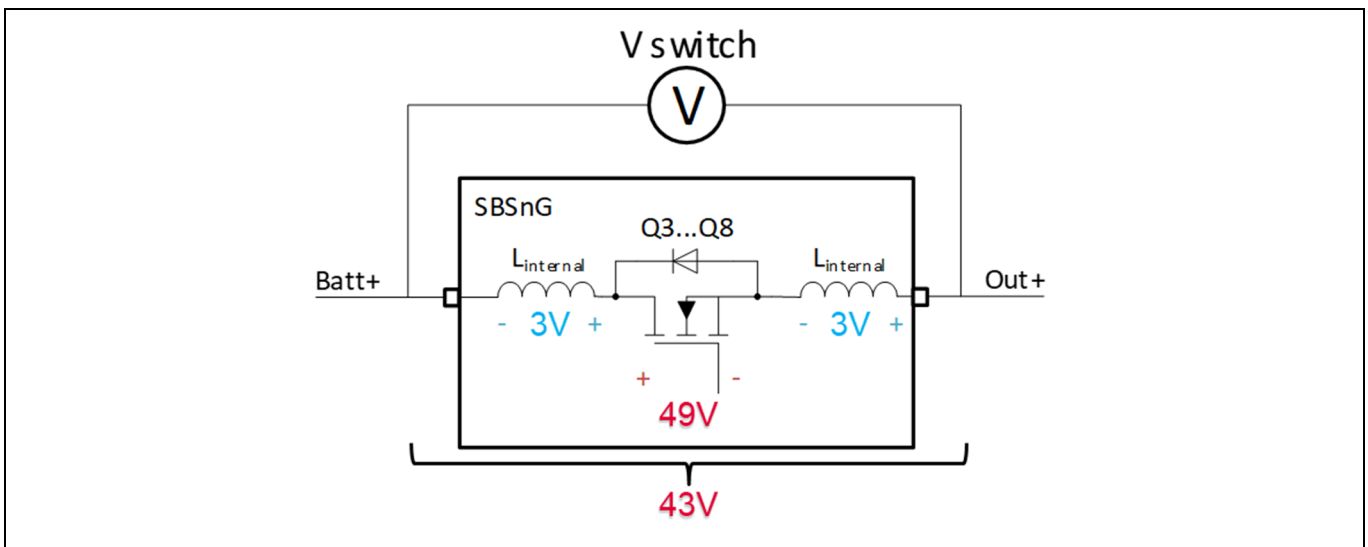 V switch
V
SBSnG
Q3...Q8
Linternal
Linternal
Batt+
Out+
- 3V +
- 3V +
+ -
49V
43V